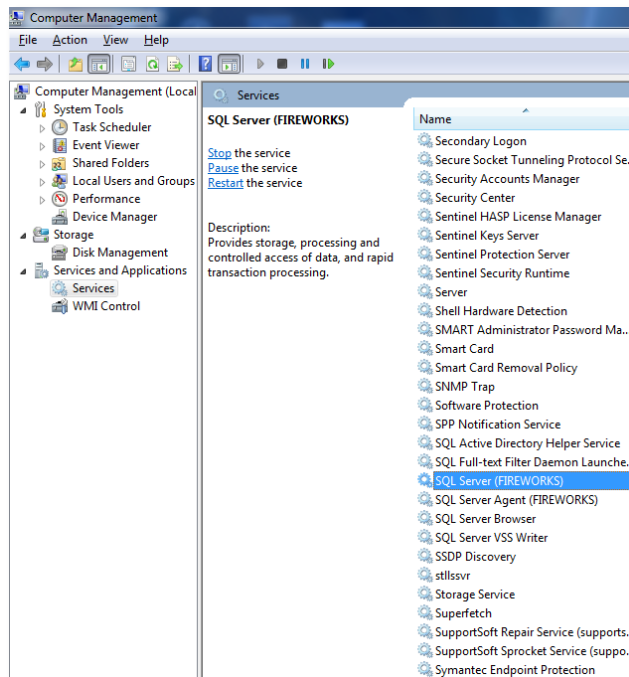 Computer Management
File Action View Help
Computer Management (Local
System Tools
Task Scheduler
Event Viewer
Shared Folders
Local Users and Groups
Performance
Device Manager
Storage
Disk Management
Services and Applications
Services
WMI Control
Services
SQL Server (FIREWORKS)
Stop the service
Pause the service
Restart the service
Description:
Provides storage, processing and
controlled access of data, and rapid
transaction processing.
Name
Secondary Logon
Secure Socket Tunneling Protocol Se.
Security Accounts Manager
Security Center
Sentinel HASP License Manager
Sentinel Keys Server
Sentinel Protection Server
Sentinel Security Runtime
Server
Shell Hardware Detection
SMART Administrator Password Ma..
Smart Card
Smart Card Removal Policy
SNMP Trap
Software Protection
SPP Notification Service
SQL Active Directory Helper Service
SQL Full-text Filter Daemon Launche.
SQL Server (FIREWORKS)
SQL Server Agent (FIREWORKS)
SQL Server Browser
SQL Server VSS Writer
SSDP Discovery
stllssvr
Storage Service
Superfetch
SupportSoft Repair Service (supports.
SupportSoft Sprocket Service (suppo.
Symantec Endpoint Protection